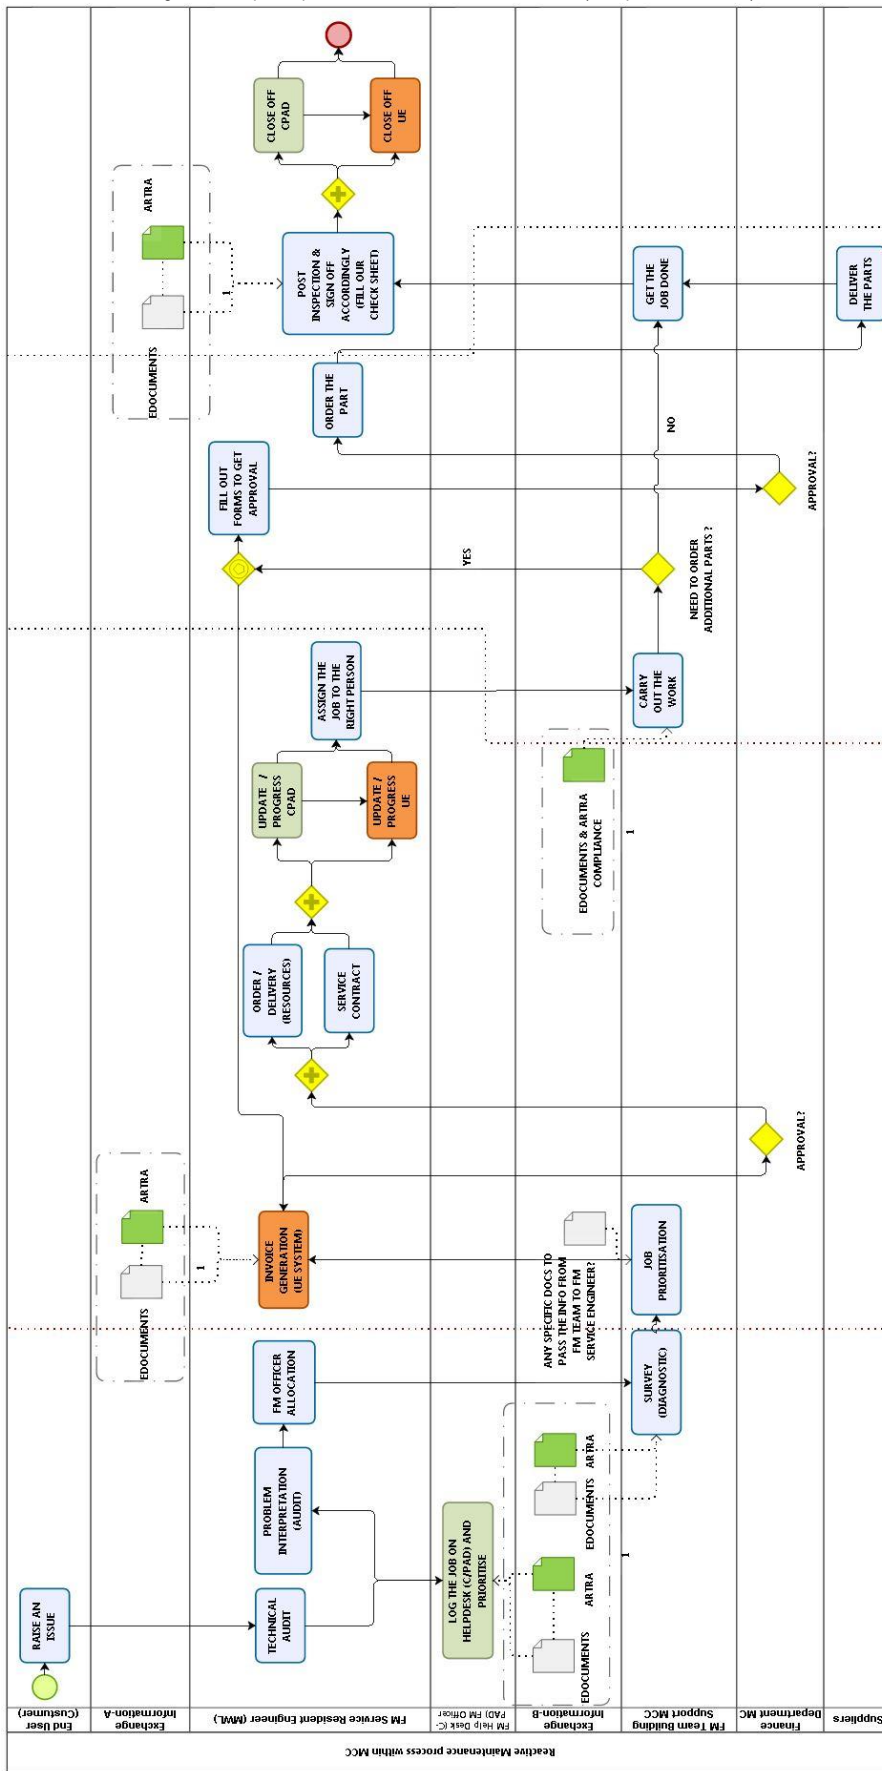 Reactive Maintenance process within MCC
End User
(Custumer)
RAISE AN
ISSUE
Information
Exchange-A
EDOCUMENTS
ARTRA
1
EDOCUMENTS
ARTRA
1
FM Service Resident Engineer (MWL)
TECHNICAL
AUDIT
PROBLEM
INTERPRETATION
(AUDIT)
FM OFFICER
ALLOCATION
INVOICE
GENERATION
(UE SYSTEM)
ORDER /
DELIVERY
(RESOURCES)
SERVICE
CONTRACT
UPDATE /
PROGRESS
CPAD
UPDATE /
PROGRESS
UE
ASSIGN THE
JOB TO THE
RIGHT PERSON
FILL OUT
FORMS TO GET
APPROVAL
ORDER THE
PART
POST
INSPECTION &
SIGN OFF
ACCORDINGLY
(FILL OUR
CHECK SHEET)
CLOSE OFF
CPAD
CLOSE OFF
UE
FM Help Desk (C-
PAD) FM Officer
LOG THE JOB ON
HELPDESK (C/PAD) AND
PRIORITISE
YES
Information
Exchange-B
EDOCUMENTS
ARTRA
EDOCUMENTS
ARTRA
1
ANY SPECIFIC DOCS TO
PASS THE INFO FROM
FM TEAM TO FM
SERVICE ENGINEER?
EDOCUMENTS & ARTRA
COMPLIANCE
1
FM Team Building
Support MCC
SURVEY
(DIAGNOSTIC)
JOB
PRIORITISATION
CARRY
OUT THE
WORK
NEED TO ORDER
ADDITIONAL PARTS ?
NO
GET THE
JOB DONE
Finance
Department MC
APPROVAL?
APPROVAL?
Suppliers
DELIVER
THE PARTS